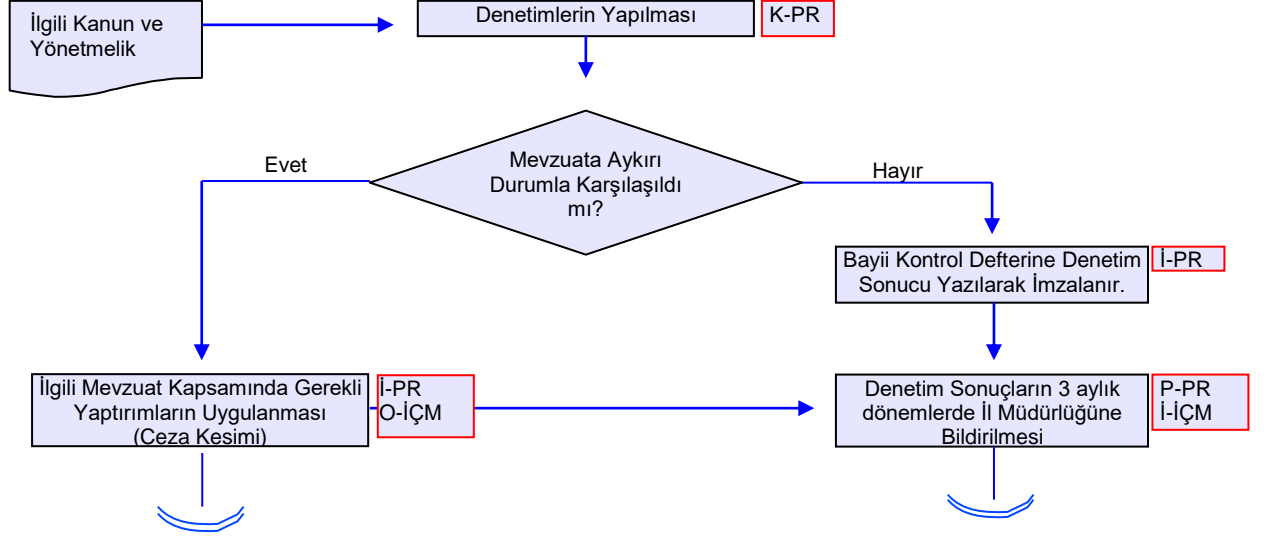 İlgili Kanun ve
Yönetmelik
Denetimlerin Yapılması
K-PR
Mevzuata Aykırı
Durumla Karşılaşıldı
mı?
Evet
Hayır
Bayii Kontrol Defterine Denetim
Sonucu Yazılarak İmzalanır.
İ-PR
İlgili Mevzuat Kapsamında Gerekli
Yaptırımların Uygulanması
(Ceza Kesimi)
İ-PR
O-İÇM
Denetim Sonuçların 3 aylık
dönemlerde İl Müdürlüğüne
Bildirilmesi
P-PR
İ-İÇM